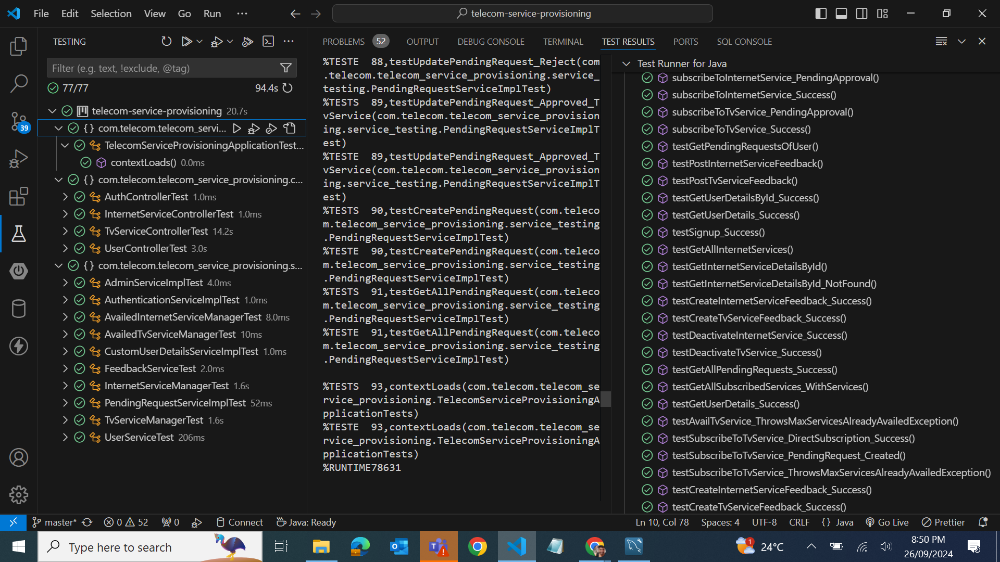 File Edit Selection View Go Run ···
telecom-service-provisioning
TESTING
Filter (e.g. text, !exclude, @tag)
77/77 94.4s
telecom-service-provisioning 20.7s
{ } com.telecom.telecom_servi...
TelecomServiceProvisioningApplicationTest...
contextLoads() 0.0ms
{ } com.telecom.telecom_service_provisioning.c...
AuthControllerTest 1.0ms
InternetServiceControllerTest 1.0ms
TvServiceControllerTest 14.2s
UserControllerTest 3.0s
{ } com.telecom.telecom_service_provisioning.s...
AdminServiceImplTest 4.0ms
AuthenticationServiceImplTest 1.0ms
AvailedInternetServiceManagerTest 8.0ms
AvailedTvServiceManagerTest 10ms
CustomUserDetailsServiceImplTest 1.0ms
FeedbackServiceTest 2.0ms
InternetServiceManagerTest 1.6s
PendingRequestServiceImplTest 52ms
TvServiceManagerTest 1.6s
UserServiceTest 206ms
39
PROBLEMS 52 OUTPUT DEBUG CONSOLE TERMINAL TEST RESULTS PORTS SQL CONSOLE
%TESTE  88,testUpdatePendingRequest_Reject(com
.telecom.telecom_service_provisioning.service_
testing.PendingRequestServiceImplTest)
%TESTS  89,testUpdatePendingRequest_Approved_T
vService(com.telecom.telecom_service_provision
ing.service_testing.PendingRequestServiceImplT
est)
%TESTE  89,testUpdatePendingRequest_Approved_T
vService(com.telecom.telecom_service_provision
ing.service_testing.PendingRequestServiceImplT
est)
%TESTS  90,testCreatePendingRequest(com.teleco
m.telecom_service_provisioning.service_testing
.PendingRequestServiceImplTest)
%TESTE  90,testCreatePendingRequest(com.teleco
m.telecom_service_provisioning.service_testing
.PendingRequestServiceImplTest)
%TESTS  91,testGetAllPendingRequest(com.teleco
m.telecom_service_provisioning.service_testing
.PendingRequestServiceImplTest)
%TESTE  91,testGetAllPendingRequest(com.teleco
m.telecom_service_provisioning.service_testing
.PendingRequestServiceImplTest)
%TESTS  93,contextLoads(com.telecom.telecom_se
rvice_provisioning.TelecomServiceProvisioningA
pplicationTests)
%TESTE  93,contextLoads(com.telecom.telecom_se
rvice_provisioning.TelecomServiceProvisioningA
pplicationTests)
%RUNTIME78631
Test Runner for Java
subscribeToInternetService_PendingApproval()
subscribeToInternetService_Success()
subscribeToTvService_PendingApproval()
subscribeToTvService_Success()
testGetPendingRequestsOfUser()
testPostInternetServiceFeedback()
testPostTvServiceFeedback()
testGetUserDetailsById_Success()
testGetUserDetails_Success()
testSignup_Success()
testGetAllInternetServices()
testGetInternetServiceDetailsById()
testGetInternetServiceDetailsById_NotFound()
testCreateInternetServiceFeedback_Success()
testCreateTvServiceFeedback_Success()
testDeactivateInternetService_Success()
testDeactivateTvService_Success()
testGetAllPendingRequests_Success()
testGetAllSubscribedServices_WithServices()
testGetUserDetails_Success()
testAvailTvService_ThrowsMaxServicesAlreadyAvailedException()
testSubscribeToTvService_DirectSubscription_Success()
testSubscribeToTvService_PendingRequest_Created()
testSubscribeToTvService_ThrowsMaxServicesAlreadyAvailedException()
testCreateInternetServiceFeedback_Success()
testCreateTvServiceFeedback_Success()
master* 0 52 0 Connect Java: Ready Ln 10, Col 78 Spaces: 4 UTF-8 CRLF { } Java Go Live Prettier
Type here to search
1 24°C
8:50 PM
26/09/2024